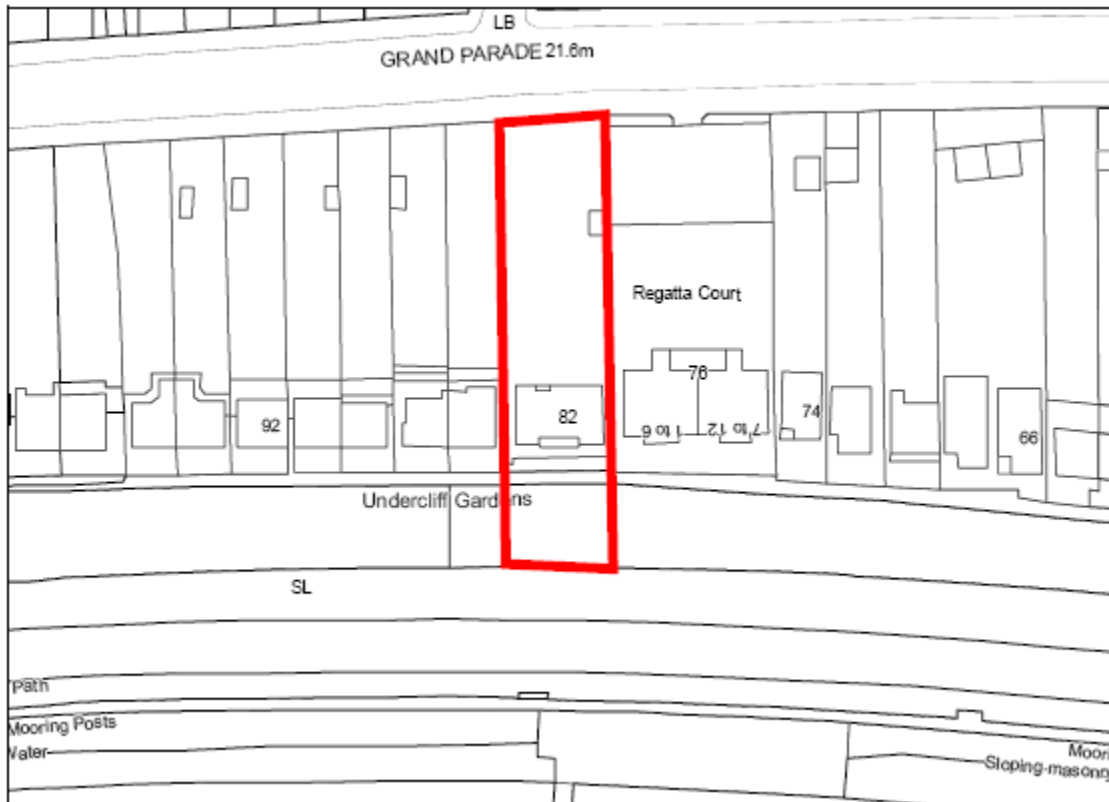 LB
GRAND PARADE 21.6m
Regatta Court
76
82
92
74
66
1 to 6
7 to 12
Undercliff Gardens
SL
Path
Mooring Posts
Water
Moori
Sloping masonry